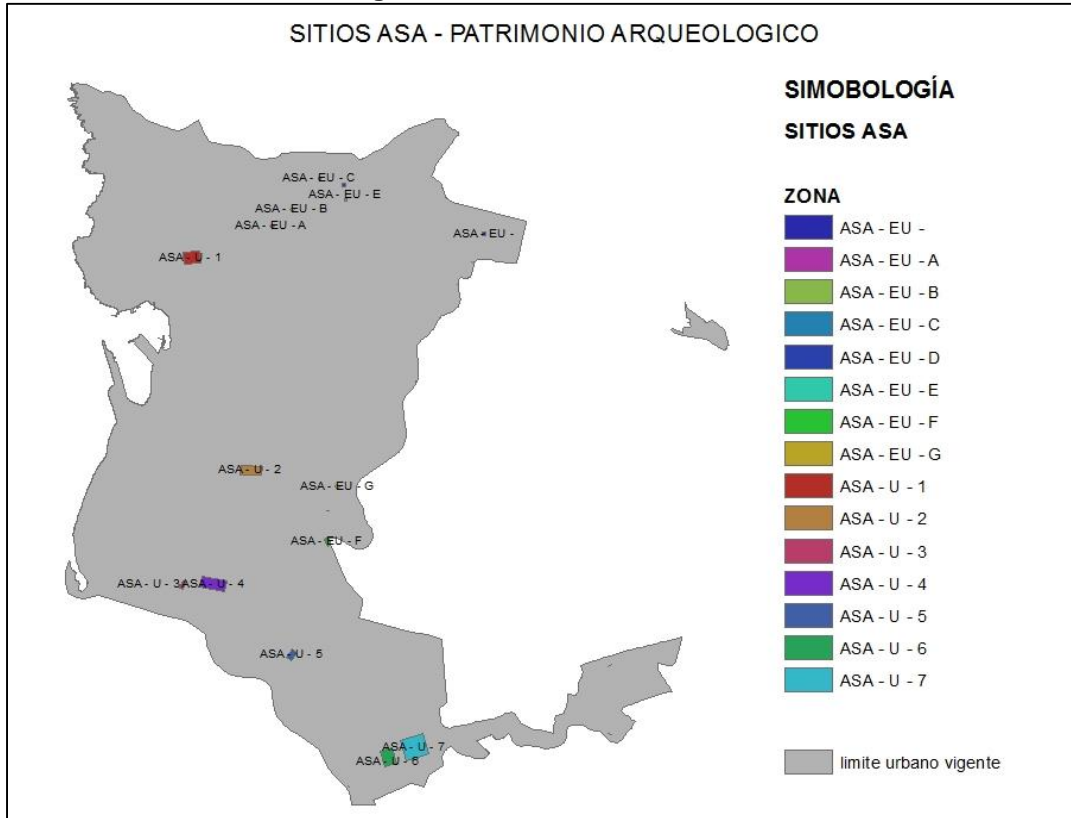 SITIOS ASA - PATRIMONIO ARQUEOLOGICO
ASA - EU - C
ASA - EU - E
ASA - EU - B
ASA - EU - A
ASA - EU -
ASA - U - 1
ASA - U - 2
ASA - EU - G
ASA - EU - F
ASA - U - 3
ASA - U - 4
ASA - U - 5
ASA - U - 7
ASA - U - 6
SIMOBOLOGÍA
SITIOS ASA
ZONA
ASA - EU -
ASA - EU - A
ASA - EU - B
ASA - EU - C
ASA - EU - D
ASA - EU - E
ASA - EU - F
ASA - EU - G
ASA - U - 1
ASA - U - 2
ASA - U - 3
ASA - U - 4
ASA - U - 5
ASA - U - 6
ASA - U - 7
limite urbano vigente